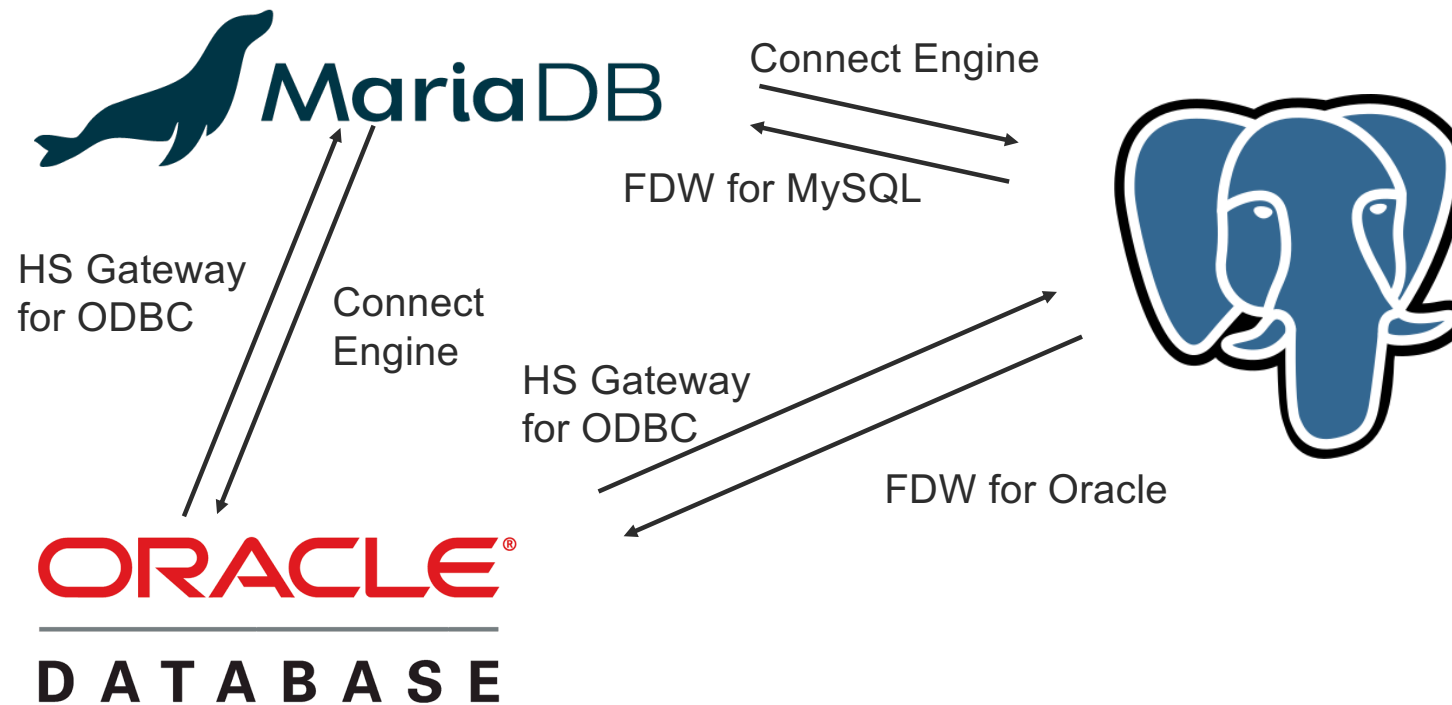 MariaDB
Connect Engine
FDW for MySQL
HS Gateway
for ODBC
Connect
Engine
HS Gateway
for ODBC
FDW for Oracle
ORACLE®
DATABASE